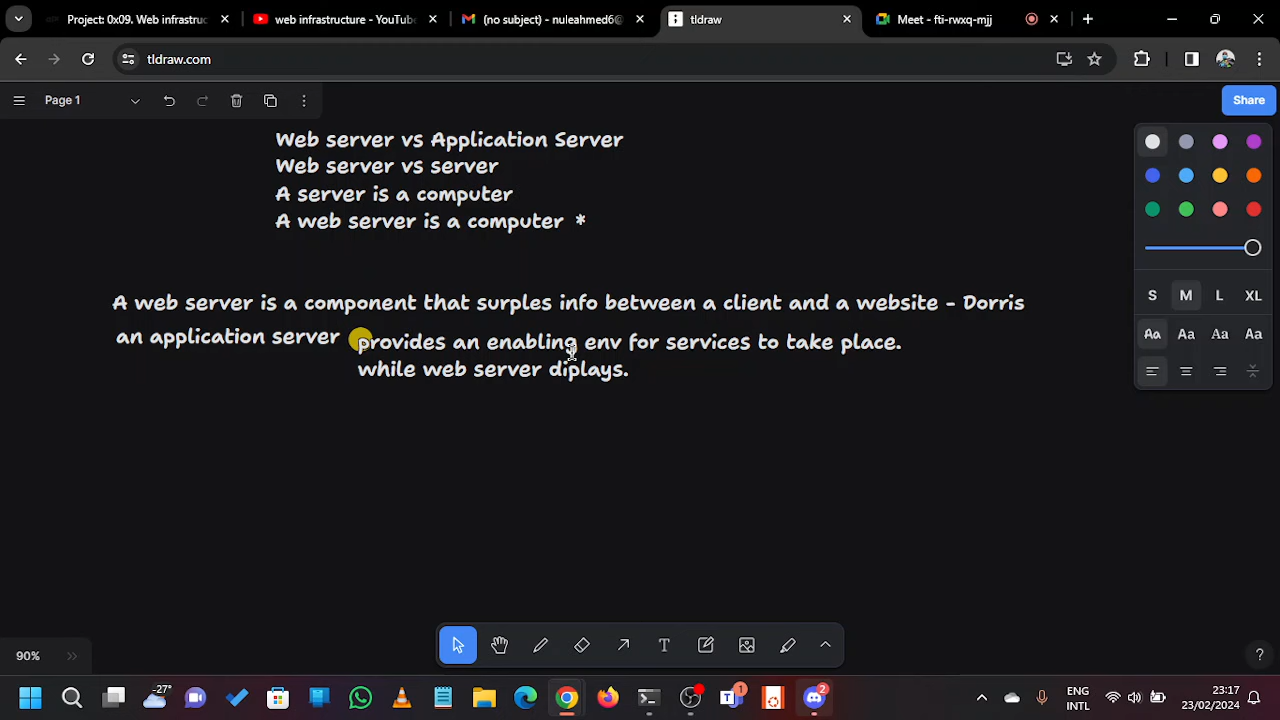 Project: 0x09. Web infrastruc
web infrastructure - YouTube
(no subject) - nuleahmed6@
tldraw
Meet - fti-rwxq-mjj
tldraw.com
Page 1
Share
Web server vs Application Server
Web server vs server
A server is a computer
A web server is a computer *
A web server is a component that surples info between a client and a website - Dorris
an application server
provides an enabling env for services to take place.
while web server diplays.
S M L XL
Aa Aa Aa Aa
90%
T
?
-27°
1
2
ENG
INTL
23:17
23/02/2024